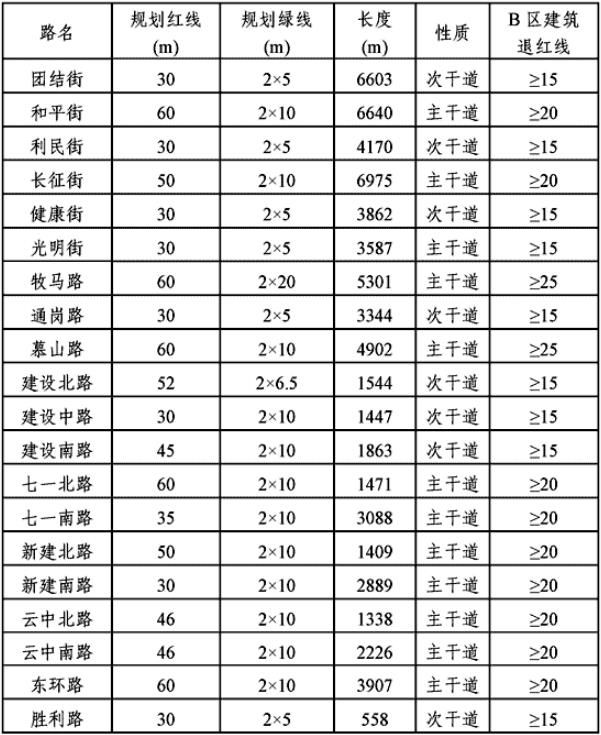 路名 规划红线(m) 规划绿线(m) 长度(m) 性质 B 区建筑退红线
团结街 30 2×5 6603 次干道 ≥15
和平街 60 2×10 6640 主干道 ≥20
利民街 30 2×5 4170 次干道 ≥15
长征街 50 2×10 6975 主干道 ≥20
健康街 30 2×5 3862 次干道 ≥15
光明街 30 2×5 3587 主干道 ≥15
牧马路 60 2×20 5301 主干道 ≥25
通岗路 30 2×5 3344 次干道 ≥15
慕山路 60 2×10 4902 主干道 ≥25
建设北路 52 2×6.5 1544 次干道 ≥15
建设中路 30 2×10 1447 次干道 ≥15
建设南路 45 2×10 1863 次干道 ≥15
七一北路 60 2×10 1471 主干道 ≥20
七一南路 35 2×10 3088 主干道 ≥20
新建北路 50 2×10 1409 主干道 ≥20
新建南路 30 2×10 2889 主干道 ≥20
云中北路 46 2×10 1338 主干道 ≥20
云中南路 46 2×10 2226 主干道 ≥20
东环路 60 2×10 3907 主干道 ≥20
胜利路 30 2×5 558 次干道 ≥15